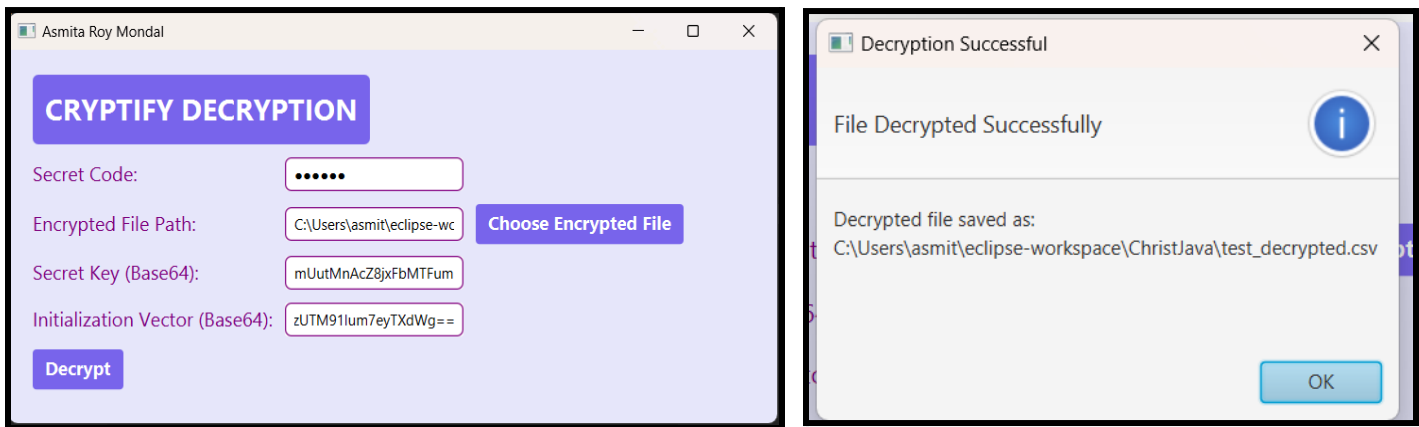 Asmita Roy Mondal
CRYPTIFY DECRYPTION
Secret Code:
Encrypted File Path: C:\Users\asmit\eclipse-wo Choose Encrypted File
Secret Key (Base64): mUutMnAcZ8jxFbMTFum
Initialization Vector (Base64): zUTM91lum7eyTXdWg==
Decrypt
Decryption Successful
File Decrypted Successfully
Decrypted file saved as:
C:\Users\asmit\eclipse-workspace\ChristJava\test_decrypted.csv
OK